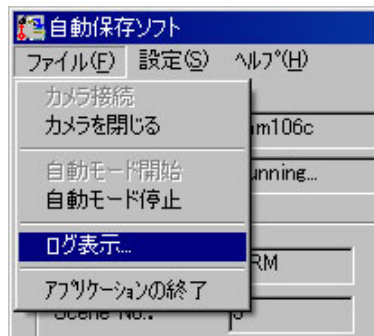 自動保存ソフト
ファイル(F) 設定(S) ﾍﾙﾌﾟ(H)
カメラ接続
カメラを閉じる
am106c
自動モード開始
unning...
自動モード停止
ログ表示...
RM
ｱﾌﾟﾘｹｰｼｮﾝの終了
Scene No.: